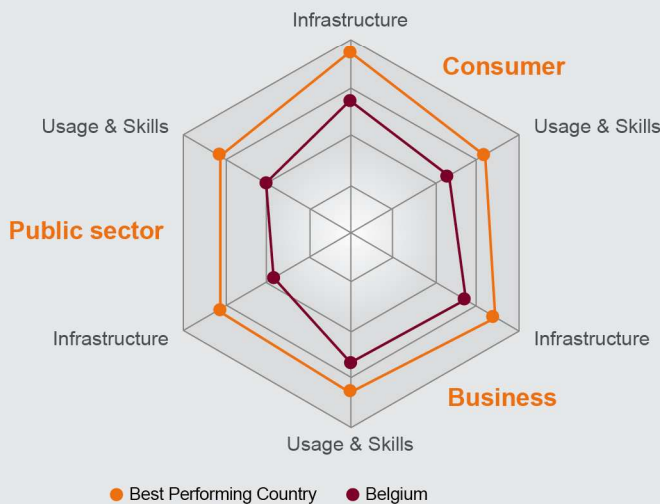 Infrastructure
Consumer
Usage & Skills
Usage & Skills
Public sector
Infrastructure
Infrastructure
Business
Usage & Skills
Best Performing Country
Belgium